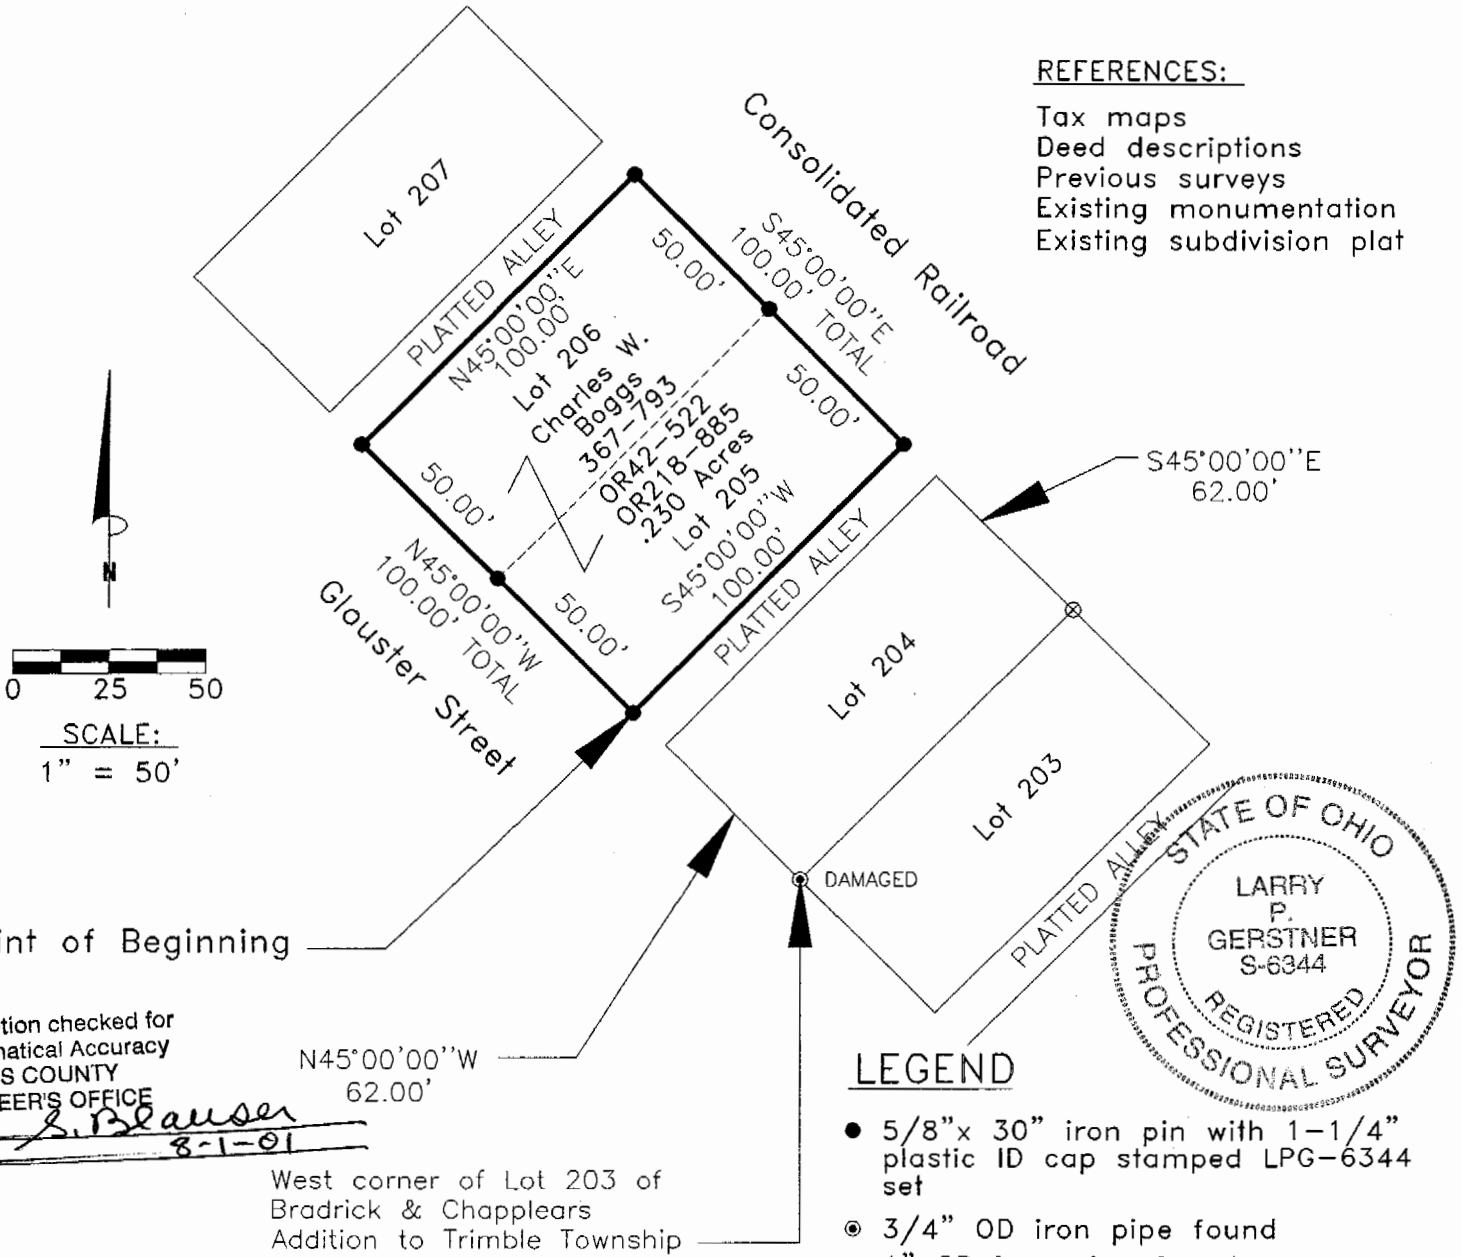 REFERENCES:
Tax maps
Deed descriptions
Previous surveys
Existing monumentation
Existing subdivision plat
Consolidated Railroad
Lot 207
PLATTED ALLEY
N45°00'00"E
100.00'
50.00'
S45°00'00"E
100.00' TOTAL
50.00'
Lot 206
Charles W.
Boggs
367-793
OR42-522
OR218-885
.230 Acres
Lot 205
S45°00'00"W
100.00'
PLATTED ALLEY
50.00'
N45°00'00"W
100.00' TOTAL
50.00'
Glouster Street
S45°00'00"E
62.00'
N
0 25 50
SCALE:
1" = 50'
Lot 204
Lot 203
PLATTED ALLEY
DAMAGED
STATE OF OHIO
LARRY
P.
GERSTNER
S-6344
REGISTERED
PROFESSIONAL SURVEYOR
int of Beginning
tion checked for
natical Accuracy
S COUNTY
EER'S OFFICE
S. Blauser
8-1-01
N45°00'00"W
62.00'
West corner of Lot 203 of
Bradrick & Chapplears
Addition to Trimble Township
LEGEND
5/8"x 30" iron pin with 1-1/4"
plastic ID cap stamped LPG-6344
set
3/4" OD iron pipe found